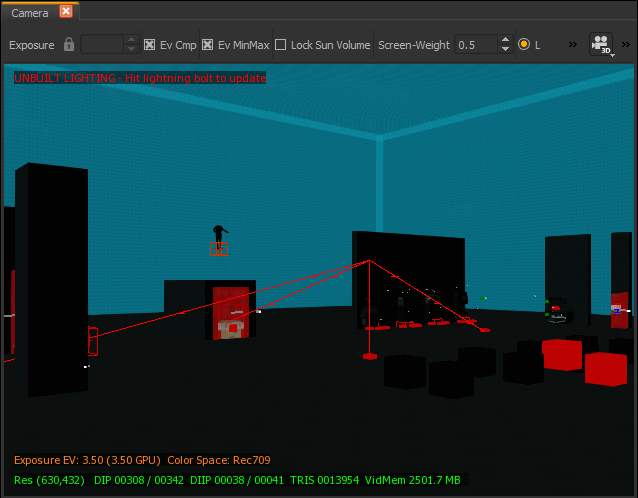 Camera
Exposure Ev Cmp Ev MinMax Lock Sun Volume Screen-Weight 0.5 L » 3D »
UNBUILT LIGHTING - Hit lightning bolt to update
Exposure EV: 3.50 (3.50 GPU) Color Space: Rec709
Res (630,432) DIP 00308 / 00342 DIIP 00038 / 00041 TRIS 0013954 VidMem 2501.7 MB